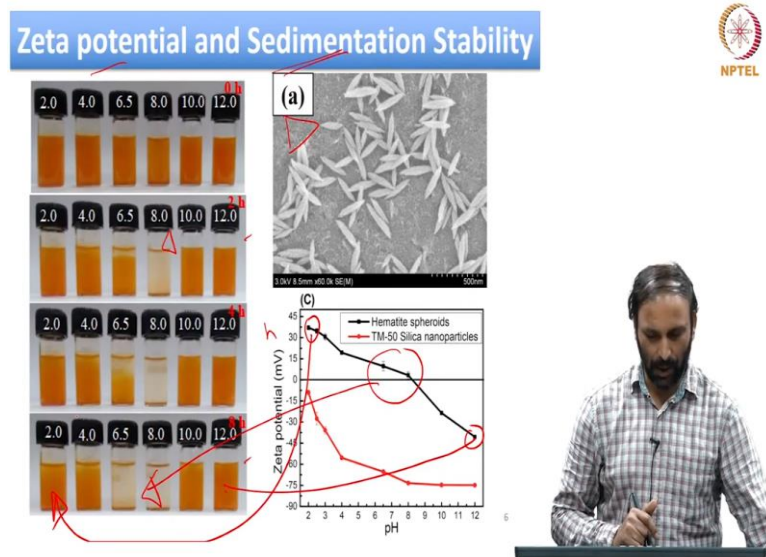 Zeta potential and Sedimentation Stability
NPTEL
0 h
2.0 4.0 6.5 8.0 10.0 12.0
2 h
2.0 4.0 6.5 8.0 10.0 12.0
4 h
2.0 4.0 6.5 8.0 10.0 12.0
8 h
2.0 4.0 6.5 8.0 10.0 12.0
(a)
3.0kV 8.5mm x60.0k SE(M)
500nm
(C)
Hematite spheroids
TM-50 Silica nanoparticles
Zeta potential (mV)
45
30
15
0
-15
-30
-45
-60
-75
-90
2 3 4 5 6 7 8 9 10 11 12
pH
h
6